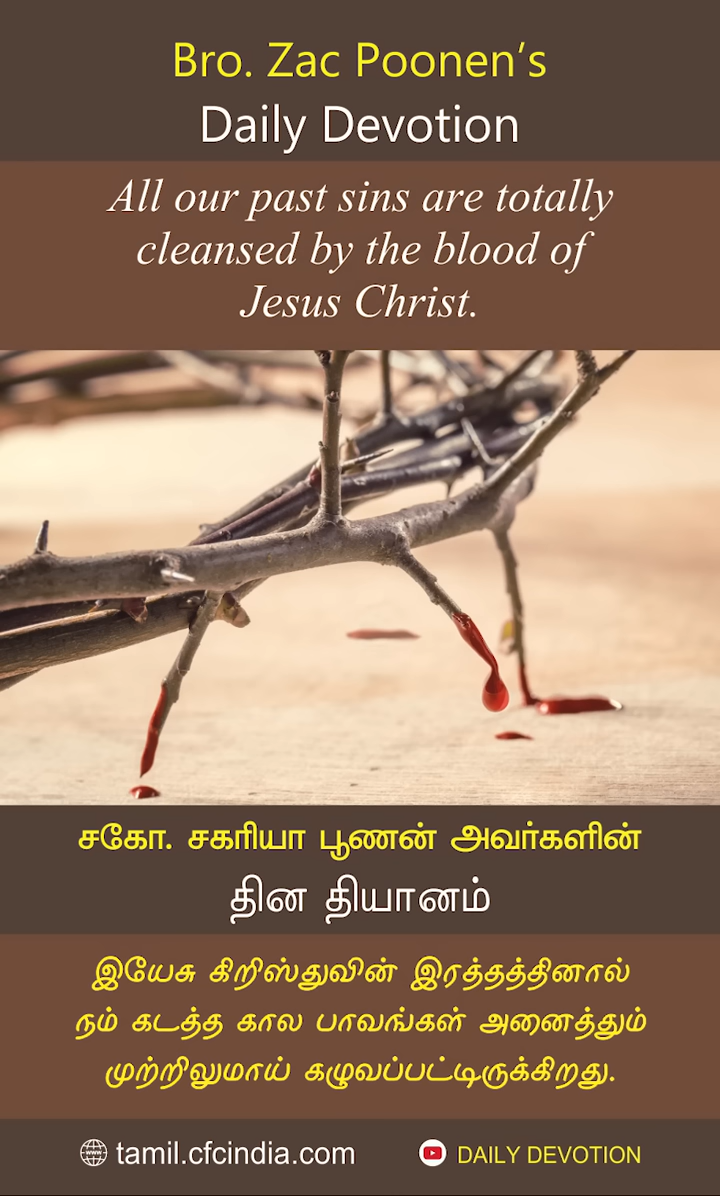 Bro. Zac Poonen’s
Daily Devotion
All our past sins are totally
cleansed by the blood of
Jesus Christ.
சகோ. சகரியா பூணன் அவர்களின்
தின தியானம்
இயேசு கிறிஸ்துவின் இரத்தத்தினால்
நம் கடத்த கால பாவங்கள் அனைத்தும்
முற்றிலுமாய் கழுவப்பட்டிருக்கிறது.
tamil.cfcindia.com
DAILY DEVOTION